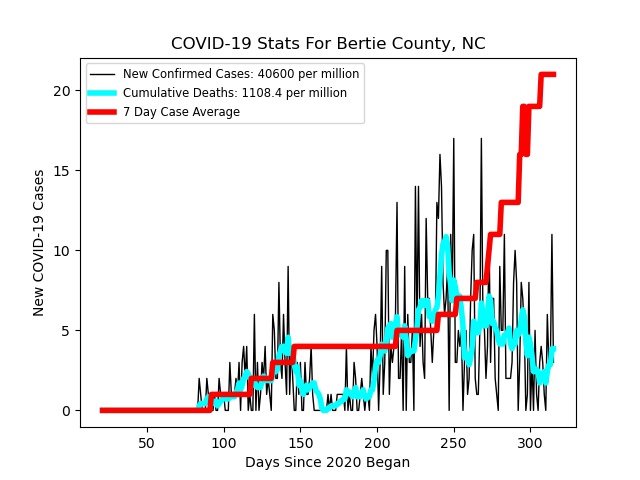 COVID-19 Stats For Bertie County, NC
New Confirmed Cases: 40600 per million
Cumulative Deaths: 1108.4 per million
7 Day Case Average
New COVID-19 Cases
20
15
10
5
0
50 100 150 200 250 300
Days Since 2020 Began